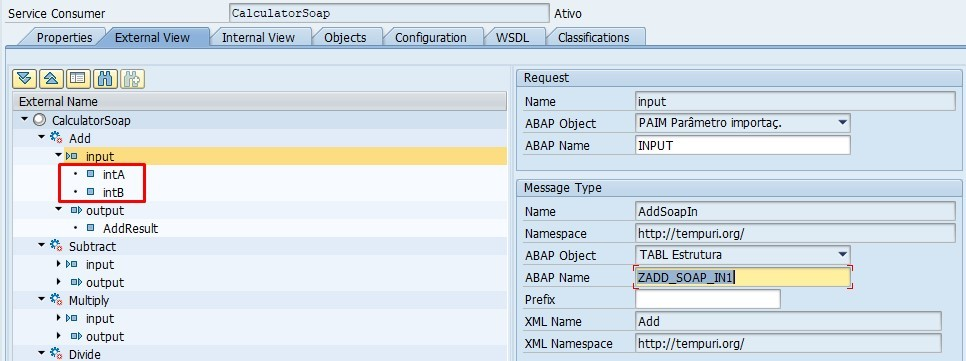 Service Consumer CalculatorSoap Ativo
Properties External View Internal View Objects Configuration WSDL Classifications
External Name
CalculatorSoap
Add
input
intA
intB
output
AddResult
Subtract
input
output
Multiply
input
output
Divide
Request
Name input
ABAP Object PAIM Parâmetro importaç.
ABAP Name INPUT
Message Type
Name AddSoapIn
Namespace http://tempuri.org/
ABAP Object TABL Estrutura
ABAP Name ZADD_SOAP_IN1
Prefix
XML Name Add
XML Namespace http://tempuri.org/